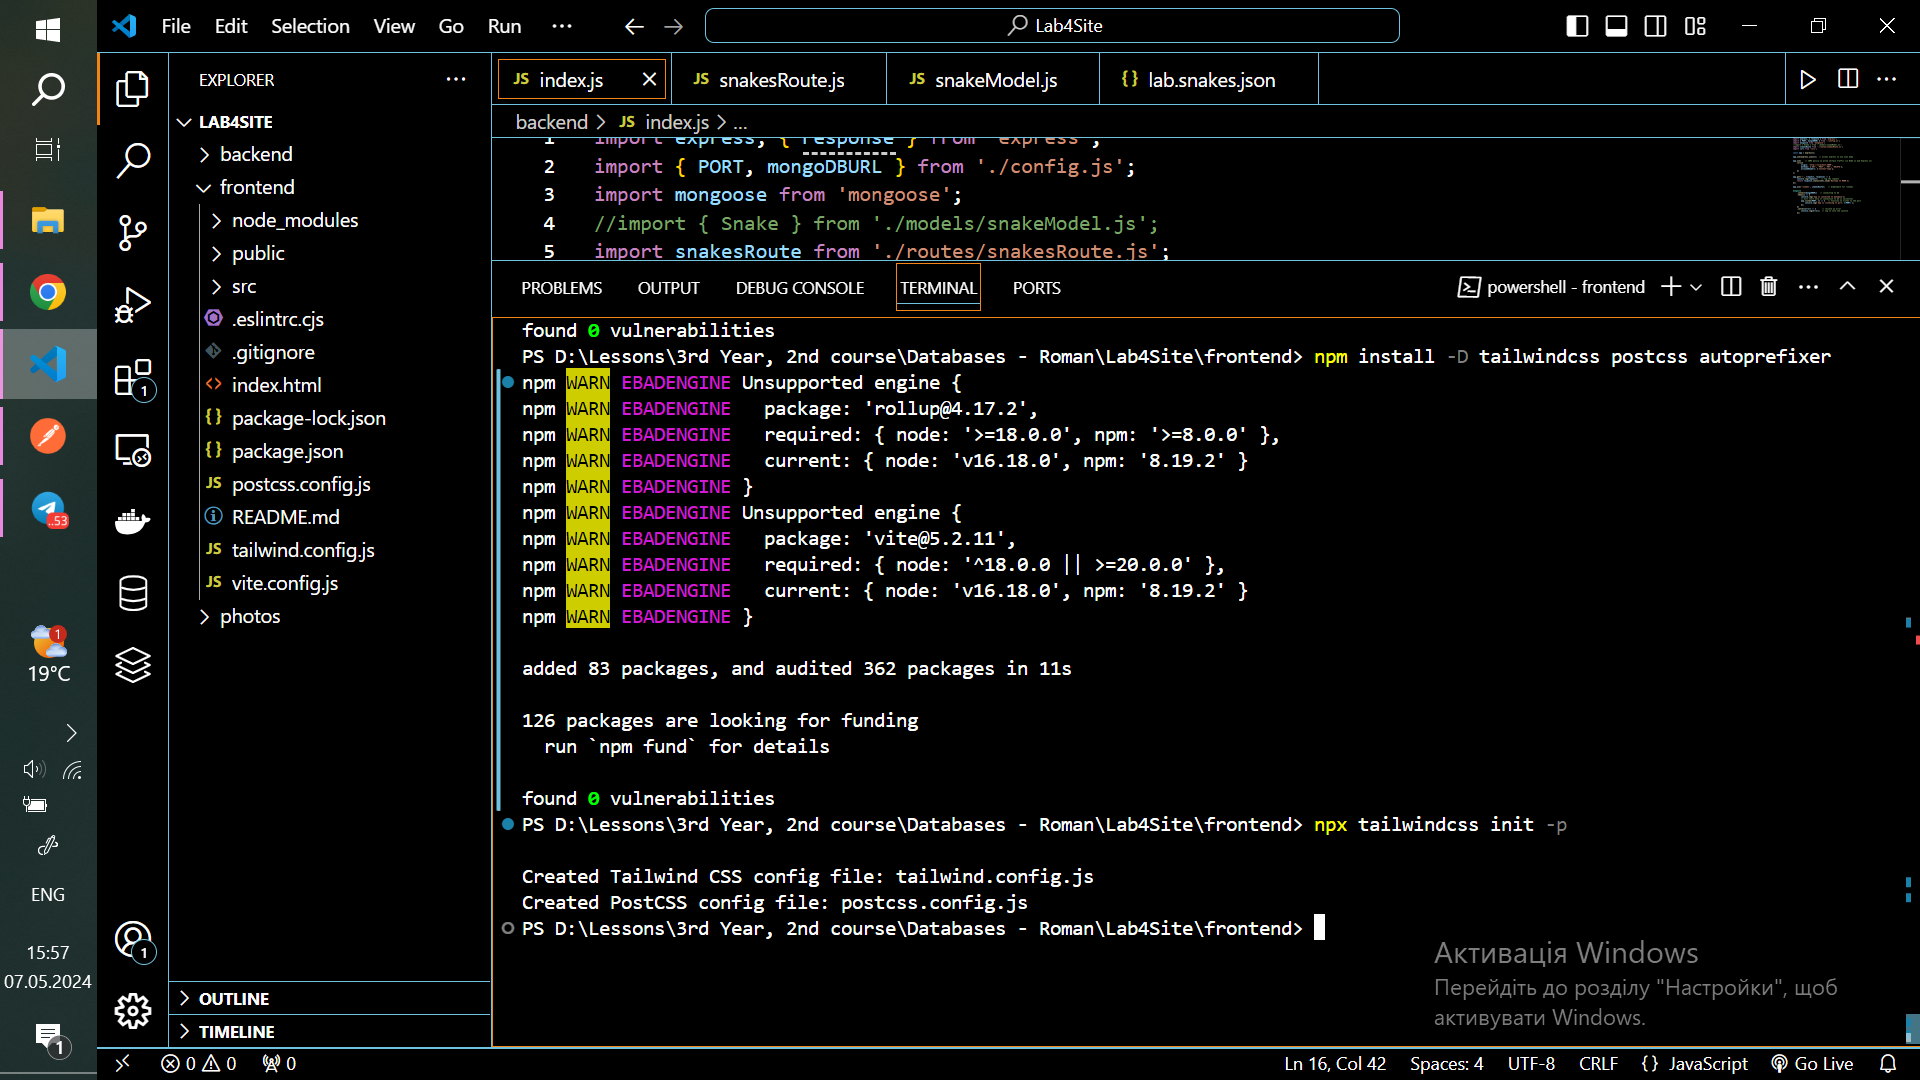 File Edit Selection View Go Run ···
Lab4Site
EXPLORER
LAB4SITE
backend
frontend
node_modules
public
src
.eslintrc.cjs
.gitignore
index.html
package-lock.json
package.json
postcss.config.js
README.md
tailwind.config.js
vite.config.js
photos
OUTLINE
TIMELINE
JS index.js
JS snakesRoute.js
JS snakeModel.js
{} lab.snakes.json
backend > JS index.js > ...
1 import express, { response } from 'express';
2 import { PORT, mongoDBURL } from './config.js';
3 import mongoose from 'mongoose';
4 //import { Snake } from './models/snakeModel.js';
5 import snakesRoute from './routes/snakesRoute.js';
PROBLEMS OUTPUT DEBUG CONSOLE TERMINAL PORTS
powershell - frontend
found 0 vulnerabilities
PS D:\Lessons\3rd Year, 2nd course\Databases - Roman\Lab4Site\frontend> npm install -D tailwindcss postcss autoprefixer
npm WARN EBADENGINE Unsupported engine {
npm WARN EBADENGINE   package: 'rollup@4.17.2',
npm WARN EBADENGINE   required: { node: '>=18.0.0', npm: '>=8.0.0' },
npm WARN EBADENGINE   current: { node: 'v16.18.0', npm: '8.19.2' }
npm WARN EBADENGINE }
npm WARN EBADENGINE Unsupported engine {
npm WARN EBADENGINE   package: 'vite@5.2.11',
npm WARN EBADENGINE   required: { node: '^18.0.0 || >=20.0.0' },
npm WARN EBADENGINE   current: { node: 'v16.18.0', npm: '8.19.2' }
npm WARN EBADENGINE }
added 83 packages, and audited 362 packages in 11s
126 packages are looking for funding
  run `npm fund` for details
found 0 vulnerabilities
PS D:\Lessons\3rd Year, 2nd course\Databases - Roman\Lab4Site\frontend> npx tailwindcss init -p
Created Tailwind CSS config file: tailwind.config.js
Created PostCSS config file: postcss.config.js
PS D:\Lessons\3rd Year, 2nd course\Databases - Roman\Lab4Site\frontend>
Активація Windows
Перейдіть до розділу "Настройки", щоб
активувати Windows.
0 0 0
Ln 16, Col 42 Spaces: 4 UTF-8 CRLF {} JavaScript Go Live
1
1
..53
1
19°C
ENG
15:57
07.05.2024
1